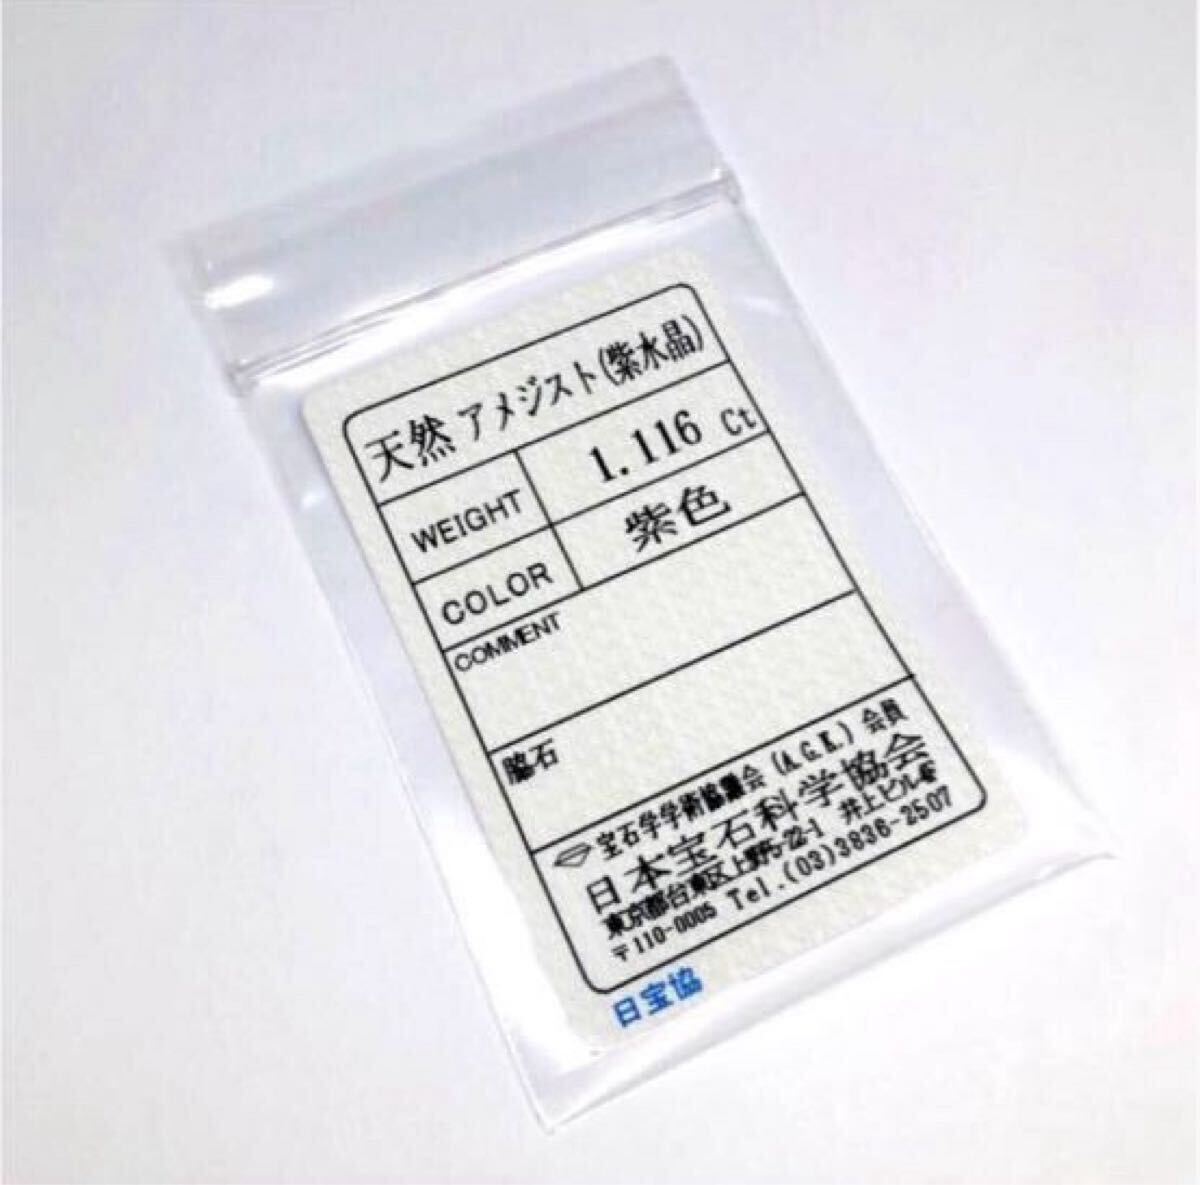 天然 アメジスト(紫水晶)
WEIGHT 1.116 Ct
COLOR 紫色
COMMENT
脇石
宝石学学術協議会 (A.G.K.) 会員
日本宝石科学協会
東京都台東区上野5-22-1 井上ビル6F
〒110-0005 Tel.(03)3836-2507
日宝協